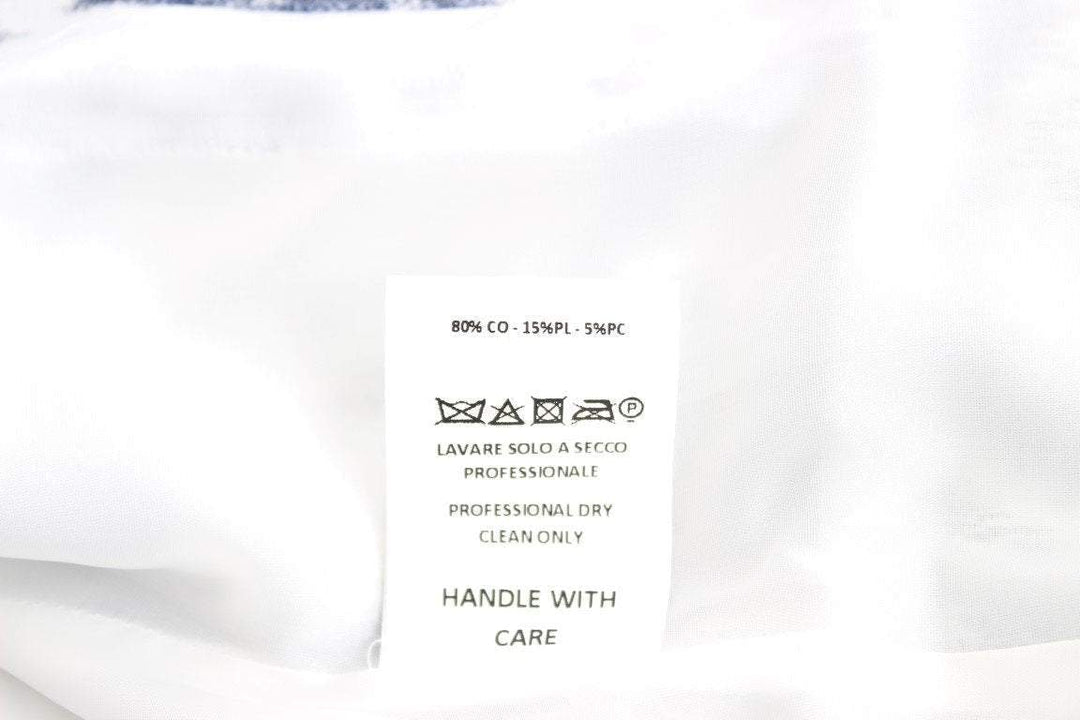 80% CO - 15%PL - 5%PC
P
LAVARE SOLO A SECCO
PROFESSIONALE
PROFESSIONAL DRY
CLEAN ONLY
HANDLE WITH
CARE